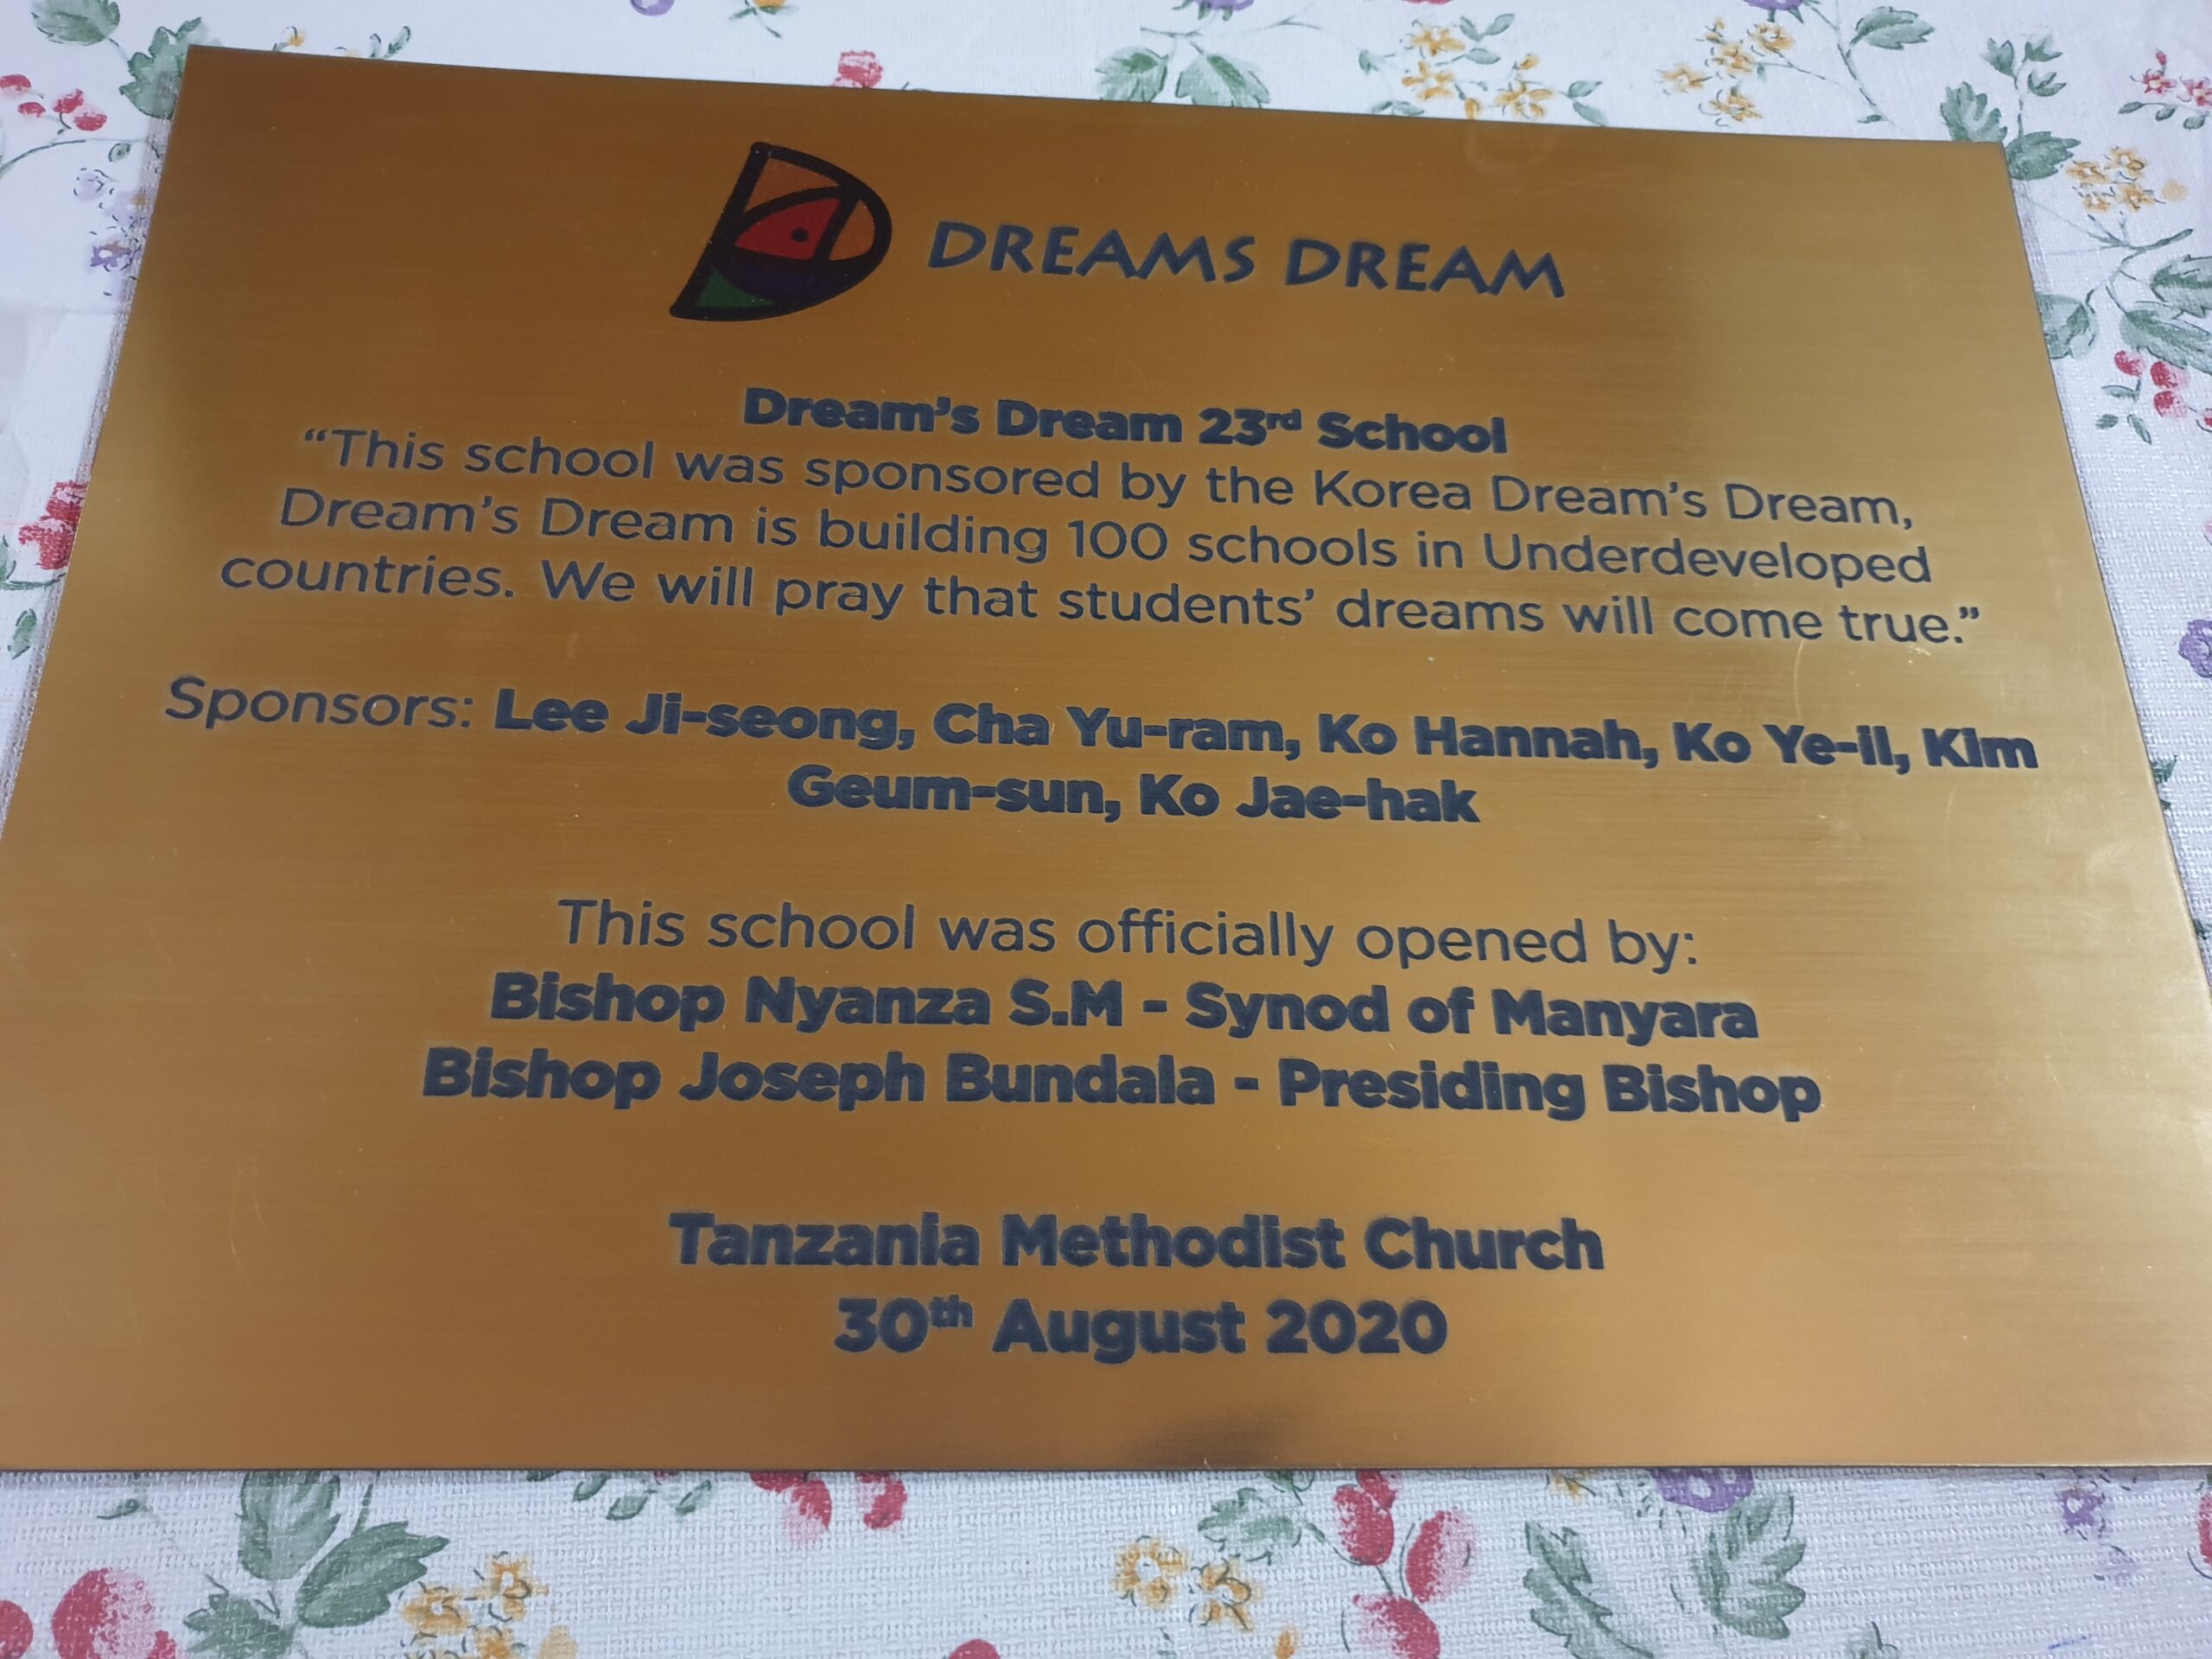 DREAMS DREAM
Dream's Dream 23rd School
“This school was sponsored by the Korea Dream's Dream,
Dream's Dream is building 100 schools in Underdeveloped
countries. We will pray that students' dreams will come true.”
Sponsors: Lee Ji-seong, Cha Yu-ram, Ko Hannah, Ko Ye-il, Kim
Geum-sun, Ko Jae-hak
This school was officially opened by:
Bishop Nyanza S.M - Synod of Manyara
Bishop Joseph Bundala - Presiding Bishop
Tanzania Methodist Church
30th August 2020